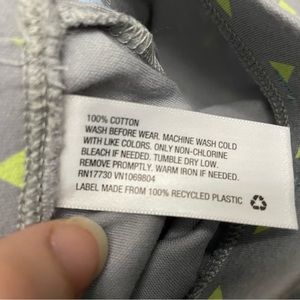 100% COTTON
WASH BEFORE WEAR. MACHINE WASH COLD
WITH LIKE COLORS. ONLY NON-CHLORINE
BLEACH IF NEEDED. TUMBLE DRY LOW.
REMOVE PROMPTLY. WARM IRON IF NEEDED.
RN17730 VN1069804
LABEL MADE FROM 100% RECYCLED PLASTIC